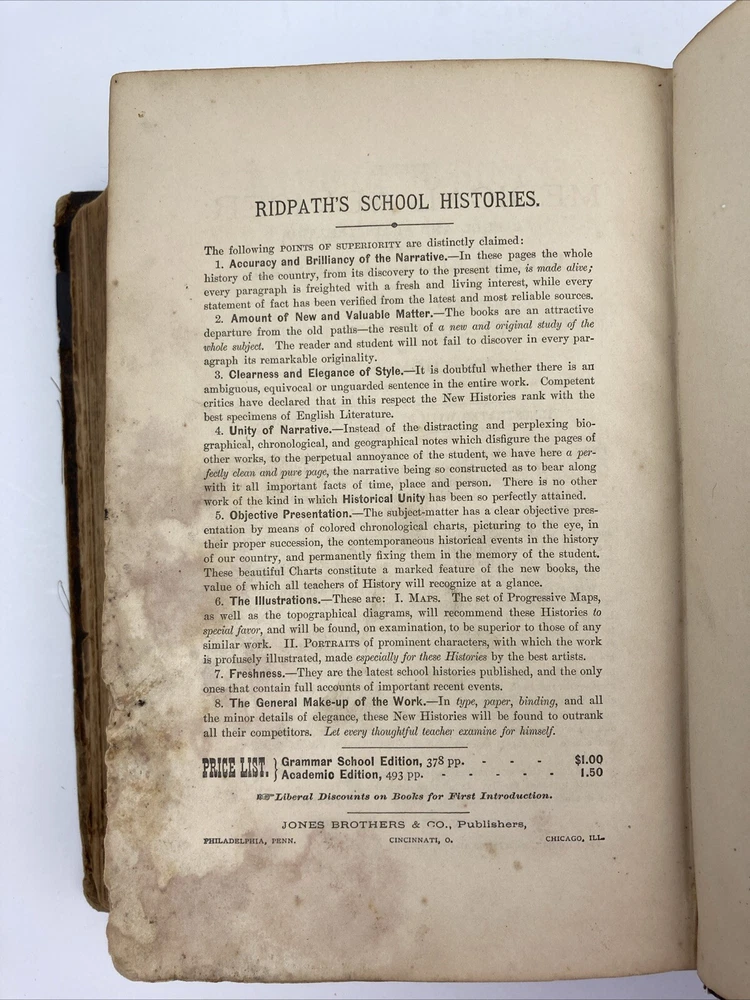 RIDPATH'S SCHOOL HISTORIES.
The following POINTS OF SUPERIORITY are distinctly claimed:
1. Accuracy and Brilliancy of the Narrative.—In these pages the whole
history of the country, from its discovery to the present time, is made alive;
every paragraph is freighted with a fresh and living interest, while every
statement of fact has been verified from the latest and most reliable sources.
2. Amount of New and Valuable Matter.—The books are an attractive
departure from the old paths—the result of a new and original study of the
whole subject. The reader and student will not fail to discover in every par-
agraph its remarkable originality.
3. Clearness and Elegance of Style.—It is doubtful whether there is an
ambiguous, equivocal or unguarded sentence in the entire work. Competent
critics have declared that in this respect the New Histories rank with the
best specimens of English Literature.
4. Unity of Narrative.—Instead of the distracting and perplexing bio-
graphical, chronological, and geographical notes which disfigure the pages of
other works, to the perpetual annoyance of the student, we have here a per-
fectly clean and pure page, the narrative being so constructed as to bear along
with it all important facts of time, place and person. There is no other
work of the kind in which Historical Unity has been so perfectly attained.
5. Objective Presentation.—The subject-matter has a clear objective pres-
entation by means of colored chronological charts, picturing to the eye, in
their proper succession, the contemporaneous historical events in the history
of our country, and permanently fixing them in the memory of the student.
These beautiful Charts constitute a marked feature of the new books, the
value of which all teachers of History will recognize at a glance.
6. The Illustrations.—These are: I. MAPS. The set of Progressive Maps,
as well as the topographical diagrams, will recommend these Histories to
special favor, and will be found, on examination, to be superior to those of any
similar work. II. PORTRAITS of prominent characters, with which the work
is profusely illustrated, made especially for these Histories by the best artists.
7. Freshness.—They are the latest school histories published, and the only
ones that contain full accounts of important recent events.
8. The General Make-up of the Work.—In type, paper, binding, and all
the minor details of elegance, these New Histories will be found to outrank
all their competors. Let every thoughtful teacher examine for himself.
PRICE LIST. } Grammar School Edition, 378 pp. - - - $1.00
Academic Edition, 493 pp. - - - - - 1.50
☞Liberal Discounts on Books for First Introduction.
JONES BROTHERS & CO., Publishers,
PHILADELPHIA, PENN. CINCINNATI, O. CHICAGO, ILL.